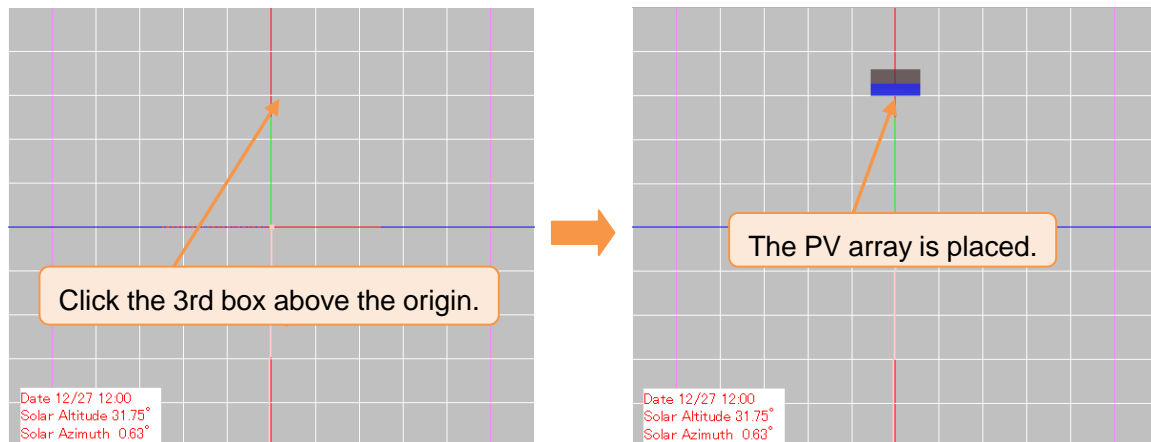 Click the 3rd box above the origin.
Date 12/27 12:00
Solar Altitude 31.75°
Solar Azimuth 0.63°
The PV array is placed.
Date 12/27 12:00
Solar Altitude 31.75°
Solar Azimuth 0.63°